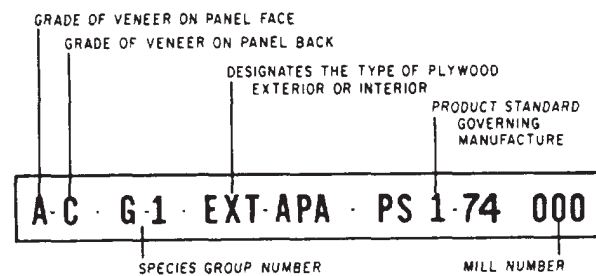 GRADE OF VENEER ON PANEL FACE
GRADE OF VENEER ON PANEL BACK
DESIGNATES THE TYPE OF PLYWOOD
EXTERIOR OR INTERIOR
PRODUCT STANDARD
GOVERNING
MANUFACTURE
A-C · G-1 · EXT-APA · PS 1-74 000
SPECIES GROUP NUMBER
MILL NUMBER